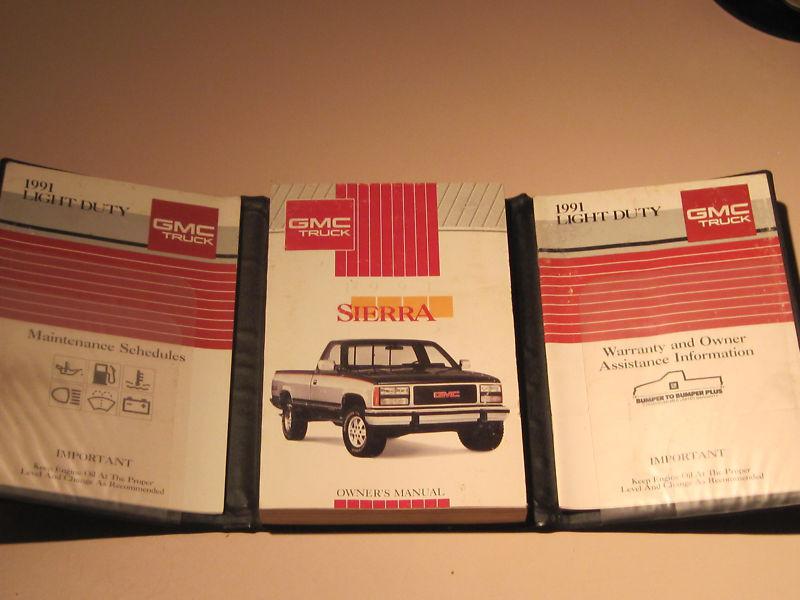 1991
LIGHT DUTY
GMC
TRUCK
Maintenance Schedules
IMPORTANT
Keep Engine Oil At The Proper
Level And Change As Recommended
GMC
TRUCK
1991
SIERRA
GMC
OWNER'S MANUAL
1991
LIGHT DUTY
GMC
TRUCK
Warranty and Owner
Assistance Information
GM
BUMPER TO BUMPER PLUS
IMPORTANT
Keep Engine Oil At The Proper
Level And Change As Recommended